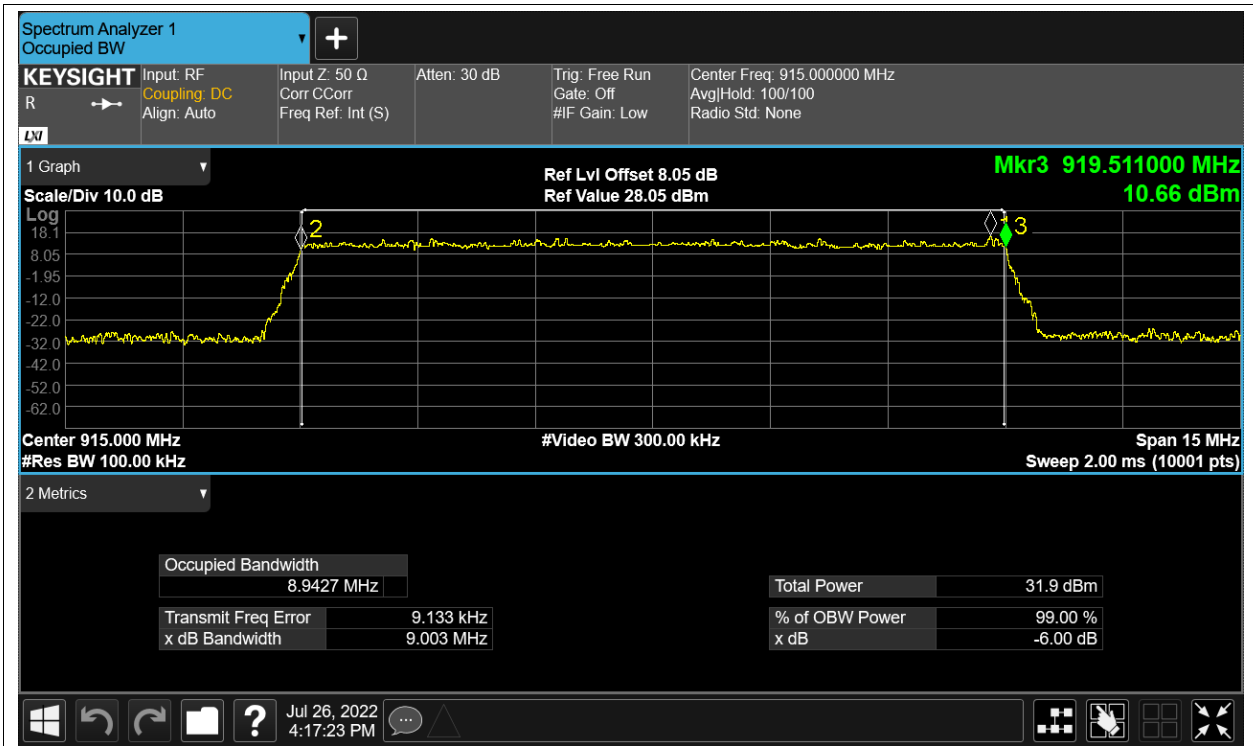 Spectrum Analyzer 1
Occupied BW
KEYSIGHT
R
LXI
Input: RF
Coupling: DC
Align: Auto
Input Z: 50 Ω
Corr CCorr
Freq Ref: Int (S)
Atten: 30 dB
Trig: Free Run
Gate: Off
#IF Gain: Low
Center Freq: 915.000000 MHz
Avg|Hold: 100/100
Radio Std: None
1 Graph
Scale/Div 10.0 dB
Ref Lvl Offset 8.05 dB
Ref Value 28.05 dBm
Mkr3 919.511000 MHz
10.66 dBm
Log
18.1
8.05
-1.95
-12.0
-22.0
-32.0
-42.0
-52.0
-62.0
2
3
Center 915.000 MHz
#Res BW 100.00 kHz
#Video BW 300.00 kHz
Span 15 MHz
Sweep 2.00 ms (10001 pts)
2 Metrics
Occupied Bandwidth
8.9427 MHz
Transmit Freq Error 9.133 kHz
x dB Bandwidth 9.003 MHz
Total Power 31.9 dBm
% of OBW Power 99.00 %
x dB -6.00 dB
?
Jul 26, 2022
4:17:23 PM